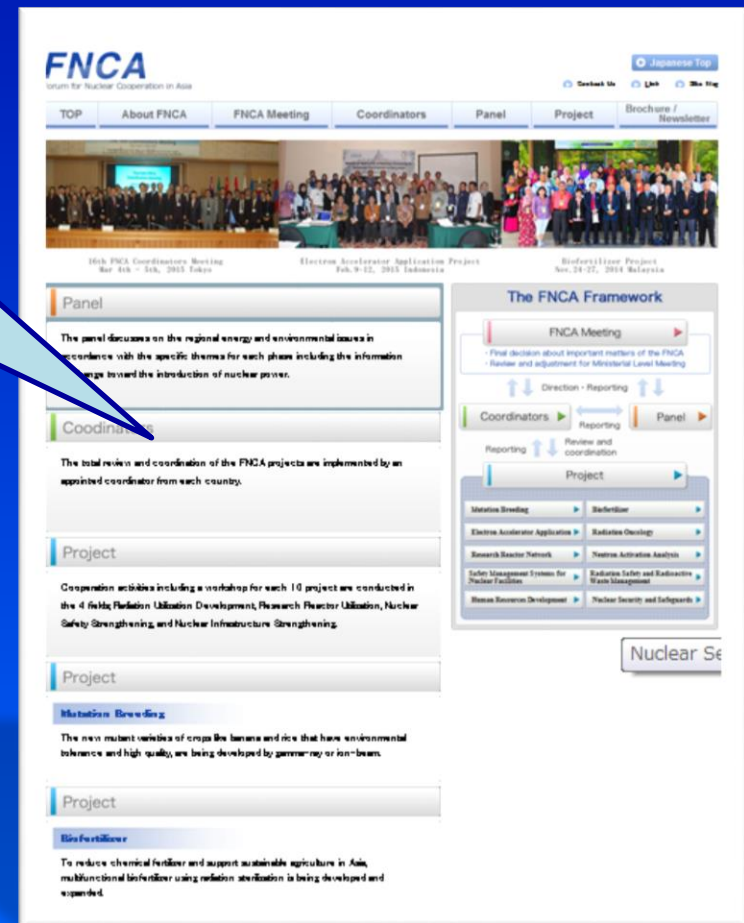 FNCA
Forum for Nuclear Cooperation in Asia
Japanese Top
Contact Us Link Site Map
TOP About FNCA FNCA Meeting Coordinators Panel Project Brochure / Newsletter
16th FNCA Coordinators Meeting
Mar 4th - 5th, 2015 Tokyo
Electron Accelerator Application Project
Feb.9-12, 2015 Indonesia
Biofertilizer Project
Nov.24-27, 2014 Malaysia
Panel
The panel discusses on the regional energy and environmental issues in
accordance with the specific themes for each phase including the information
ange toward the introduction of nuclear power.
Coodinators
The total review and coordination of the FNCA projects are implemented by an
appointed coordinator from each country.
Project
Cooperation activities including a workshop for each 10 project are conducted in
the 4 fields; Radiation Utilization Development, Research Reactor Utilization, Nuclear
Safety Strengthening, and Nuclear Infrastructure Strengthening.
Project
Mutation Breeding
The new mutant varieties of crops like banana and rice that have environmental
tolerance and high quality, are being developed by gamma-ray or ion-beam.
Project
Biofertilizer
To reduce chemical fertilizer and support sustainable agriculture in Asia,
multifunctional biofertilizer using radiation sterilization is being developed and
expanded.
The FNCA Framework
FNCA Meeting
・Final decision about important matters of the FNCA
・Review and adjustment for Ministerial Level Meeting
Direction・Reporting
Coordinators Reporting Panel
Reporting Review and coordination
Project
Mutation Breeding Biofertilizer
Electron Accelerator Application Radiation Oncology
Research Reactor Network Neutron Activation Analysis
Safety Management Systems for Nuclear Facilities Radiation Safety and Radioactive Waste Management
Human Resources Development Nuclear Security and Safeguards
Nuclear Se